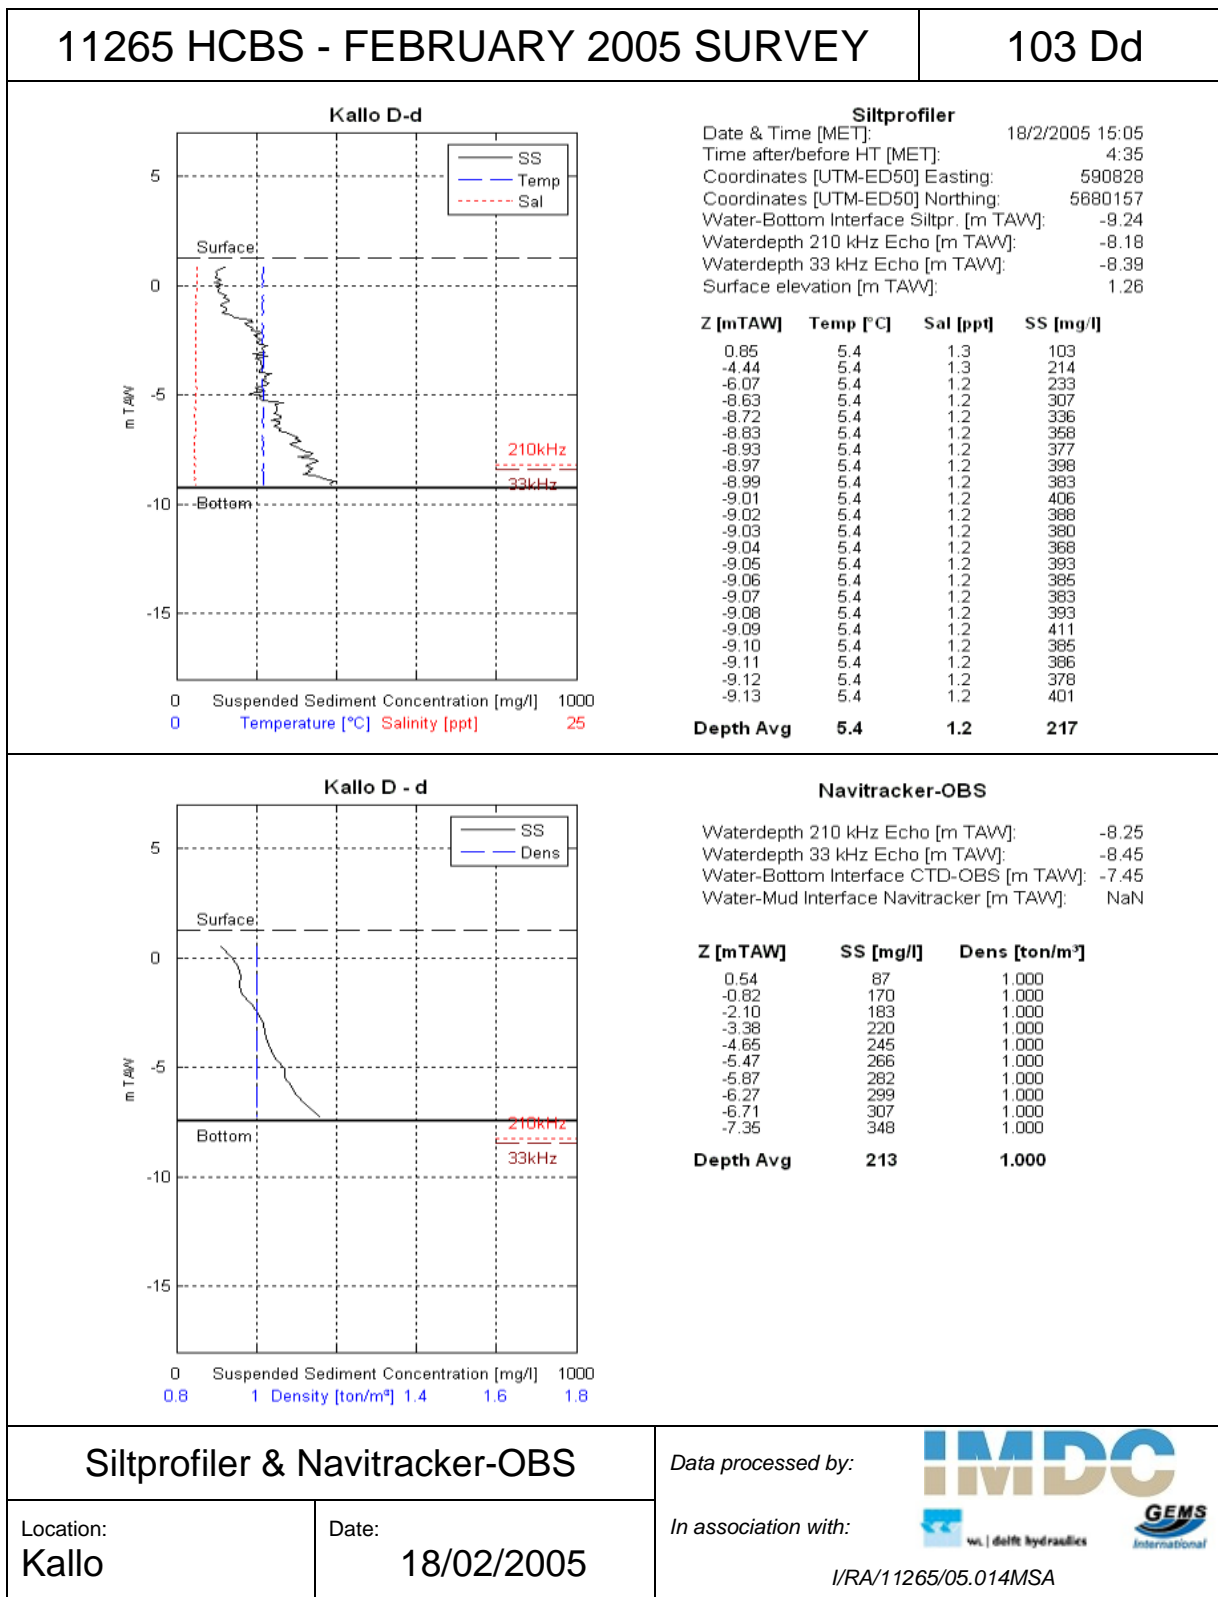 11265 HCBS - FEBRUARY 2005 SURVEY
103 Dd
Kallo D-d
SS
Temp
Sal
5
0
-5
-10
-15
m TAW
Surface
Bottom
210kHz
33kHz
0 Suspended Sediment Concentration [mg/l] 1000
0 Temperature [°C] Salinity [ppt] 25
Siltprofiler
Date & Time [MET]: 18/2/2005 15:05
Time after/before HT [MET]: 4:35
Coordinates [UTM-ED50] Easting: 590828
Coordinates [UTM-ED50] Northing: 5680157
Water-Bottom Interface Siltpr. [m TAW]: -9.24
Waterdepth 210 kHz Echo [m TAW]: -8.18
Waterdepth 33 kHz Echo [m TAW]: -8.39
Surface elevation [m TAW]: 1.26
Z [mTAW] Temp [°C] Sal [ppt] SS [mg/l]
0.85 5.4 1.3 103
-4.44 5.4 1.3 214
-6.07 5.4 1.2 233
-8.63 5.4 1.2 307
-8.72 5.4 1.2 336
-8.83 5.4 1.2 358
-8.93 5.4 1.2 377
-8.97 5.4 1.2 398
-8.99 5.4 1.2 383
-9.01 5.4 1.2 406
-9.02 5.4 1.2 388
-9.03 5.4 1.2 380
-9.04 5.4 1.2 368
-9.05 5.4 1.2 393
-9.06 5.4 1.2 385
-9.07 5.4 1.2 383
-9.08 5.4 1.2 393
-9.09 5.4 1.2 411
-9.10 5.4 1.2 385
-9.11 5.4 1.2 386
-9.12 5.4 1.2 378
-9.13 5.4 1.2 401
Depth Avg 5.4 1.2 217
Kallo D - d
SS
Dens
5
0
-5
-10
-15
m TAW
Surface
Bottom
210kHz
33kHz
0 Suspended Sediment Concentration [mg/l] 1000
0.8 1 Density [ton/m³] 1.4 1.6 1.8
Navitracker-OBS
Waterdepth 210 kHz Echo [m TAW]: -8.25
Waterdepth 33 kHz Echo [m TAW]: -8.45
Water-Bottom Interface CTD-OBS [m TAW]: -7.45
Water-Mud Interface Navitracker [m TAW]: NaN
Z [mTAW] SS [mg/l] Dens [ton/m³]
0.54 87 1.000
-0.82 170 1.000
-2.10 183 1.000
-3.38 220 1.000
-4.65 245 1.000
-5.47 266 1.000
-5.87 282 1.000
-6.27 299 1.000
-6.71 307 1.000
-7.35 348 1.000
Depth Avg 213 1.000
Siltprofiler & Navitracker-OBS
Location:
Kallo
Date:
18/02/2005
Data processed by:
IMDC
In association with:
wl | delft hydraulics
GEMS
International
I/RA/11265/05.014MSA